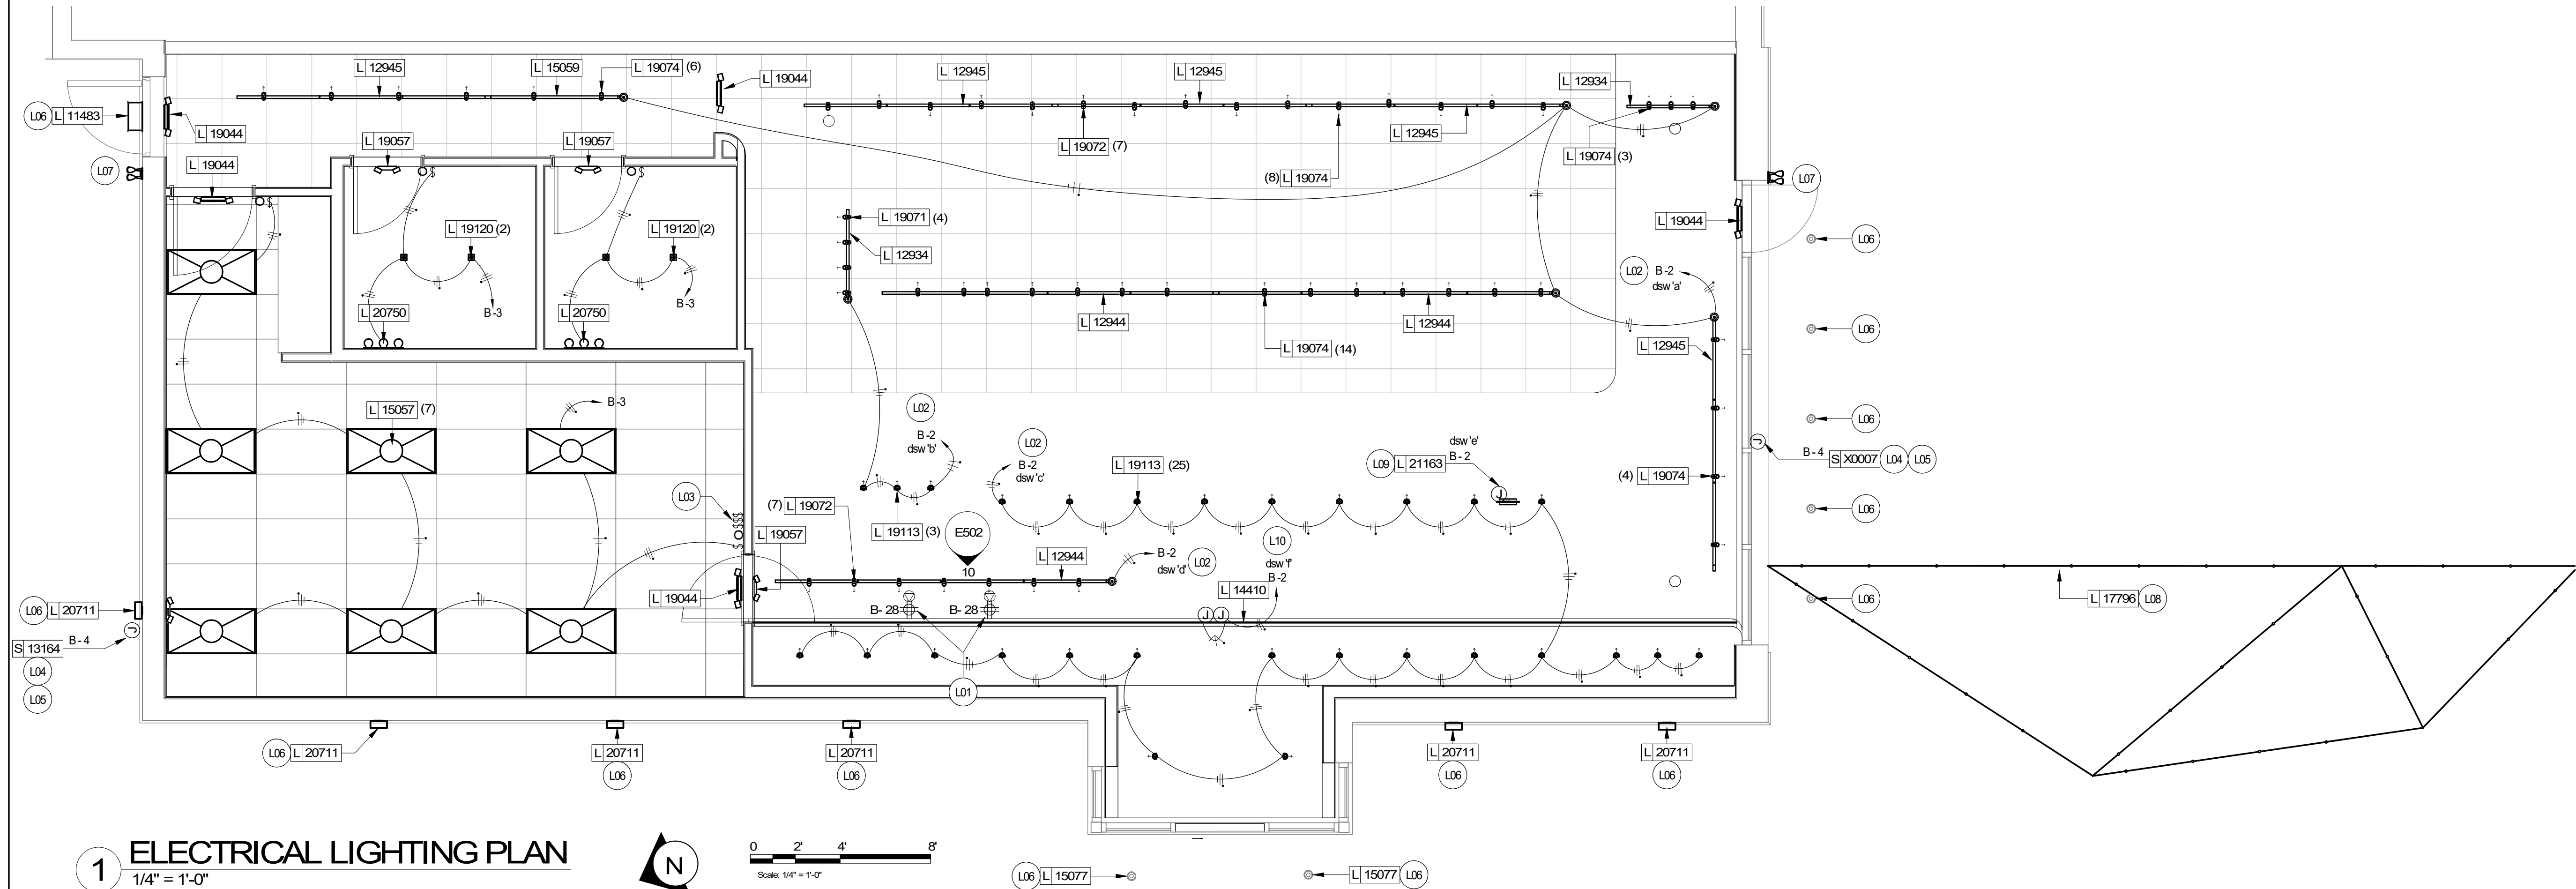 L 12945
L 15059
L 19074 (6)
L 19044
L 12945
L 12945
L 12934
L06 L 11483
L 19044
L 19057
L 19057
L 19072 (7)
L 12945
L 19074 (3)
(8) L 19074
L07
L 19044
L07
L 19044
L 19071 (4)
L 12934
L 19120 (2)
L 19120 (2)
L06
L02 B-2
dsw 'a'
B-3
B-3
L 20750
L 20750
L 12944
L 12944
L06
L 19074 (14)
L 12945
L 15057 (7)
B-3
L02
B-2
dsw 'b'
L02
B-2
dsw 'c'
L 19113 (25)
dsw 'e'
B-2
L09 L 21163
L06
J
J
B-4 S X0007 L04 L05
(4) L 19074
L03
$$$
$
(7) L 19072
L 19113 (3)
L 19057
E502
10
L06
L 12944
B-2
dsw 'd'
L02
L10
dsw 'f'
B-2
L 14410
L 19044
B-28
B-28
J J
L06 L 20711
J
S 13164 B-4
L04
L05
L06
L 17796 L08
L01
L06 L 20711
L 20711
L06
L 20711
L06
L 20711
L06
L 20711
L06
1 ELECTRICAL LIGHTING PLAN
1/4" = 1'-0"
N
0 2' 4' 8'
Scale: 1/4" = 1'-0"
L06 L 15077
L 15077 L06